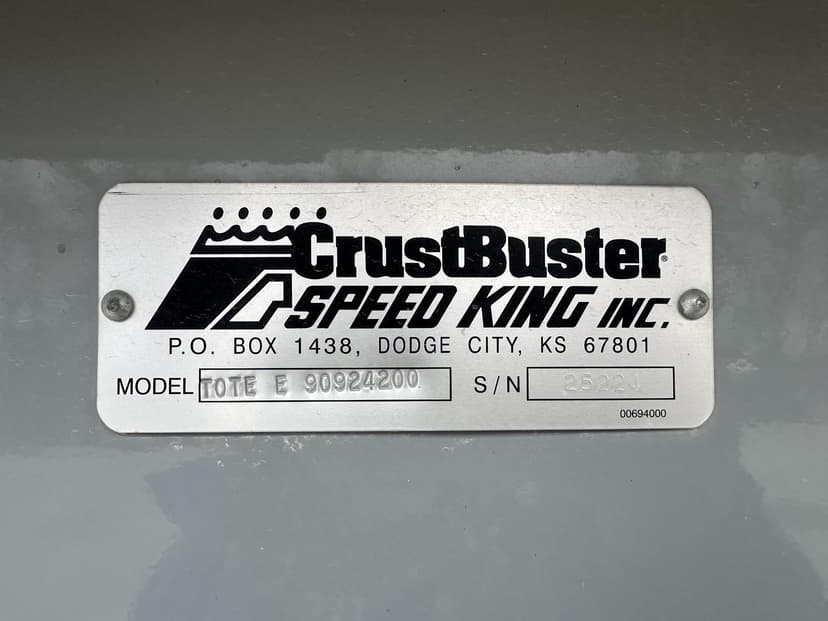 CrustBuster®
SPEED KING INC.
P.O. BOX 1438, DODGE CITY, KS 67801
MODEL TOTE E 90924200 S/N
00694000